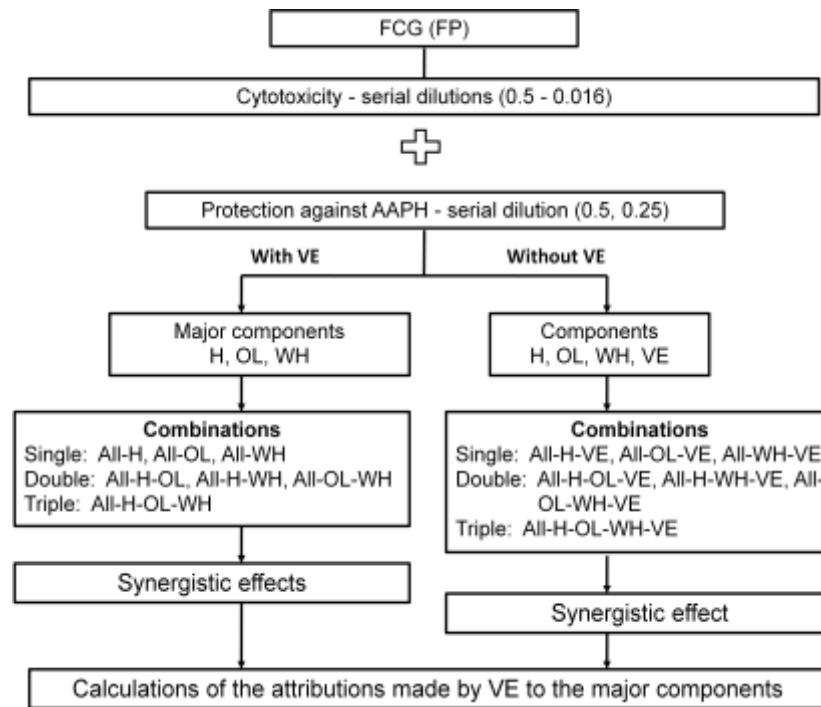 FCG (FP)
Cytotoxicity - serial dilutions (0.5 - 0.016)
Protection against AAPH - serial dilution (0.5, 0.25)
With VE
Without VE
Major components
H, OL, WH
Components
H, OL, WH, VE
Combinations
Single: All-H, All-OL, All-WH
Double: All-H-OL, All-H-WH, All-OL-WH
Triple: All-H-OL-WH
Combinations
Single: All-H-VE, All-OL-VE, All-WH-VE
Double: All-H-OL-VE, All-H-WH-VE, All-
OL-WH-VE
Triple: All-H-OL-WH-VE
Synergistic effects
Synergistic effect
Calculations of the attributions made by VE to the major components